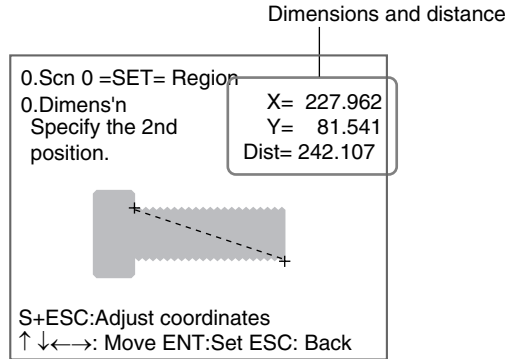 Dimensions and distance
0.Scn 0 =SET= Region
0.Dimens'n
Specify the 2nd
position.
X= 227.962
Y= 81.541
Dist= 242.107
S+ESC:Adjust coordinates
↑ ↓←→: Move ENT:Set ESC: Back